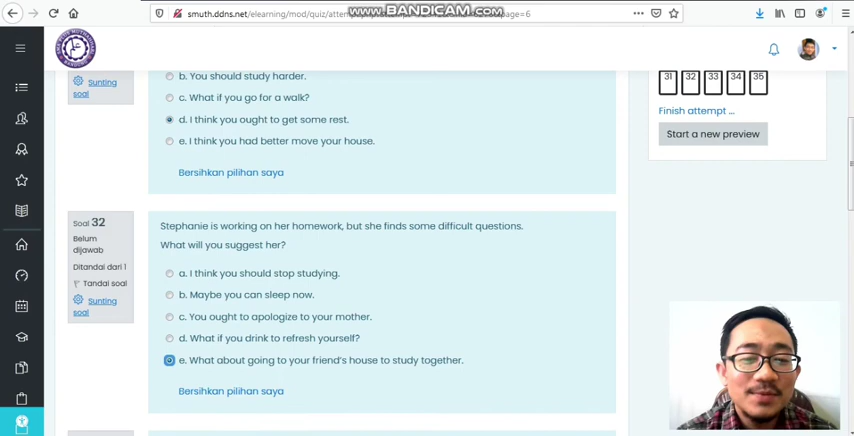 smuth.ddns.net/elearning/mod/quiz/attemp
page=6
www.BANDICAM.com
b. You should study harder.
Sunting
soal
c. What if you go for a walk?
d. I think you ought to get some rest.
e. I think you had better move your house.
Bersihkan pilihan saya
31 32 33 34 35
Finish attempt ...
Start a new preview
Soal 32
Belum
dijawab
Ditandai dari 1
Tandai soal
Sunting
soal
Stephanie is working on her homework, but she finds some difficult questions.
What will you suggest her?
a. I think you should stop studying.
b. Maybe you can sleep now.
c. You ought to apologize to your mother.
d. What if you drink to refresh yourself?
e. What about going to your friend's house to study together.
Bersihkan pilihan saya